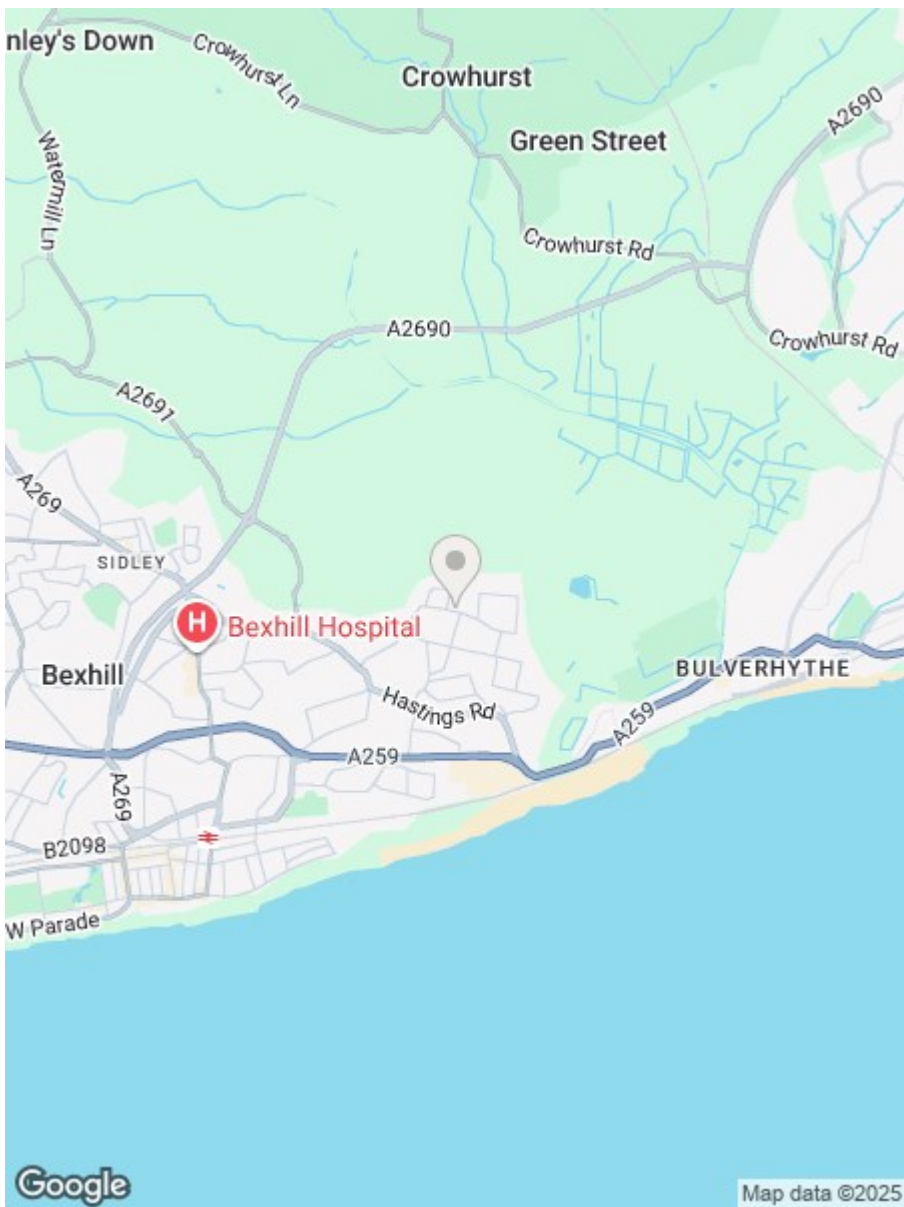 nley's Down
Crowhurst Ln
Crowhurst
A2690
Green Street
Watermill Ln
Crowhurst Rd
A2690
Crowhurst Rd
A2691
A269
SIDLEY
H
Bexhill Hospital
Bexhill
BULVERHYTHE
Hastings Rd
A259
A259
A269
B2098
W Parade
Google
Map data ©2025